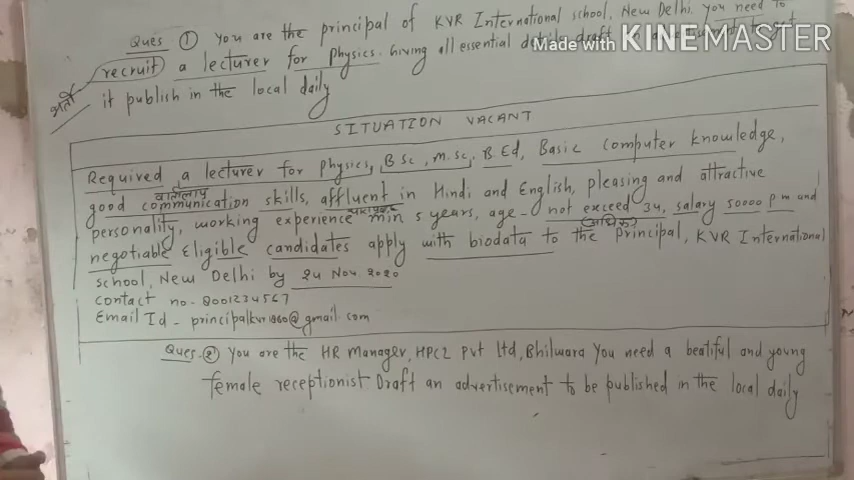 Ques ① You are the principal of KVR International school, New Delhi. You need to
recruit a lecturer for Physics. Giving all essential details draft an get
भर्ती
it publish in the local daily
Made with KINEMASTER
SITUATION VACANT
Required a lecturer for Physics, B Sc, M.Sc, B.Ed, Basic computer knowledge,
वार्तालाप
good communication skills, affluent in Hindi and English, pleasing and attractive
personality, working experience min 5 years, age - not exceed 34, salary 50000 P m and
negotiable Eligible candidates apply with biodata to the principal, KVR International
school, New Delhi by 24 Nov. 2020
contact no - 8001234567
Email Id - principalkvr1860@gmail.com
Ques - ② You are the HR Manager, HPCL Pvt Ltd, Bhilwara You need a beatiful and young
female receptionist Draft an advertisement to be published in the local daily